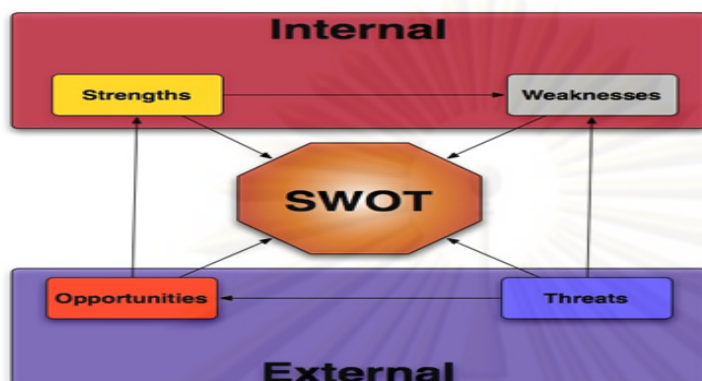 Internal
Strengths
Weaknesses
SWOT
Opportunities
Threats
External